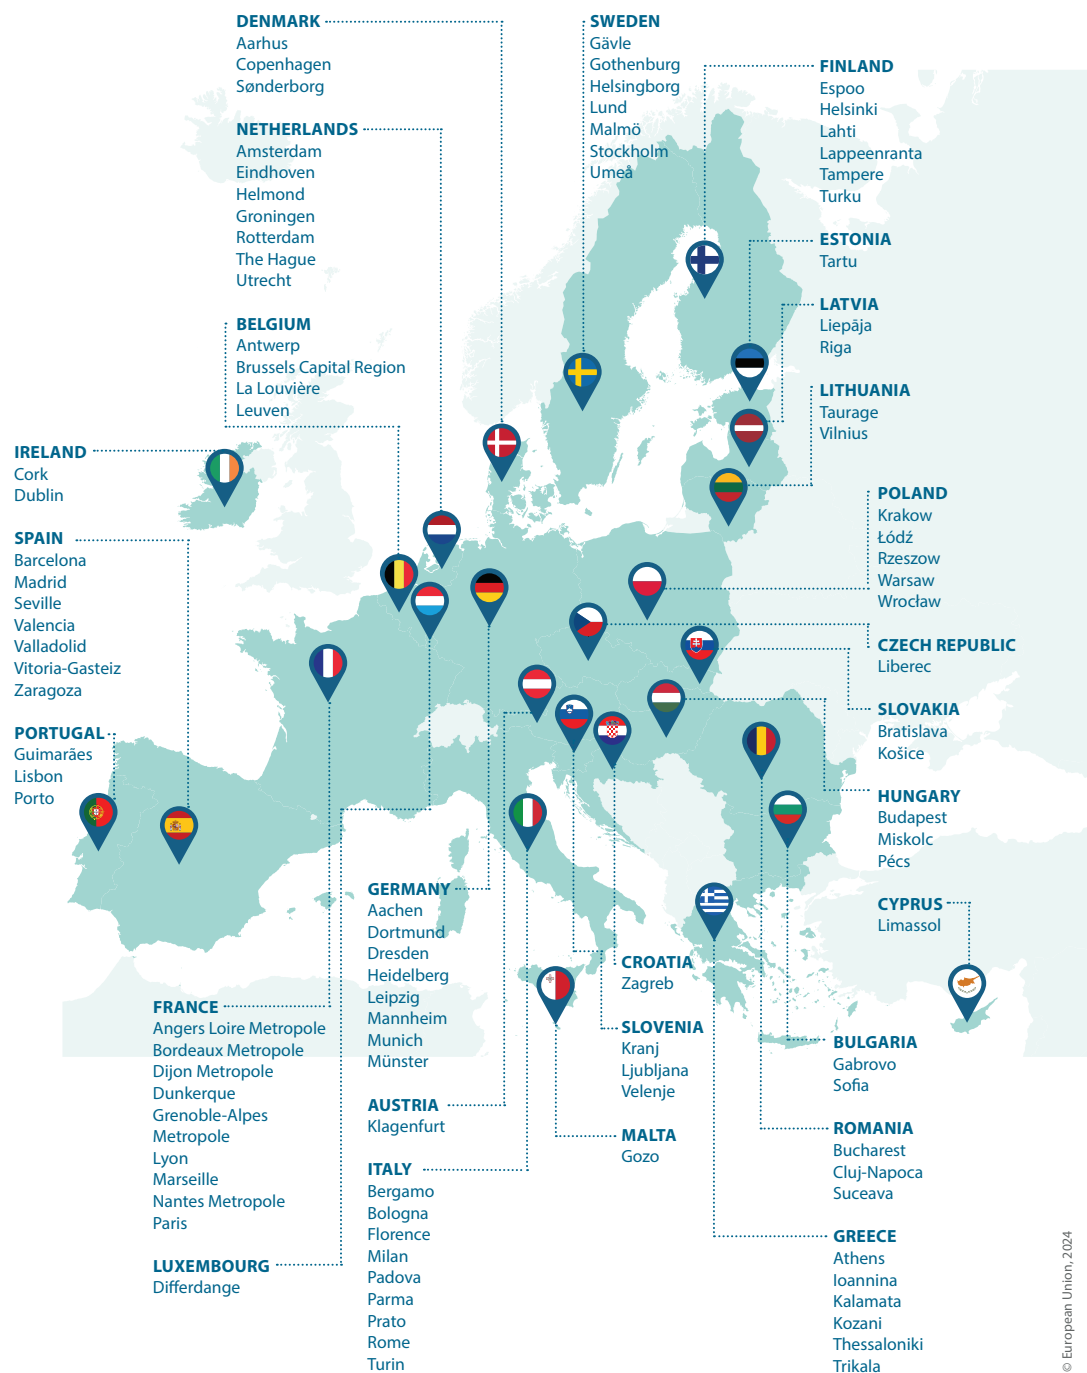 DENMARK
Aarhus
Copenhagen
Sønderborg
NETHERLANDS
Amsterdam
Eindhoven
Helmond
Groningen
Rotterdam
The Hague
Utrecht
BELGIUM
Antwerp
Brussels Capital Region
La Louvière
Leuven
IRELAND
Cork
Dublin
SPAIN
Barcelona
Madrid
Seville
Valencia
Valladolid
Vitoria-Gasteiz
Zaragoza
PORTUGAL
Guimarães
Lisbon
Porto
SWEDEN
Gävle
Gothenburg
Helsingborg
Lund
Malmö
Stockholm
Umeå
FINLAND
Espoo
Helsinki
Lahti
Lappeenranta
Tampere
Turku
ESTONIA
Tartu
LATVIA
Liepāja
Riga
LITHUANIA
Taurage
Vilnius
POLAND
Krakow
Łódź
Rzeszow
Warsaw
Wrocław
CZECH REPUBLIC
Liberec
SLOVAKIA
Bratislava
Košice
HUNGARY
Budapest
Miskolc
Pécs
CYPRUS
Limassol
FRANCE
Angers Loire Metropole
Bordeaux Metropole
Dijon Metropole
Dunkerque
Grenoble-Alpes
Metropole
Lyon
Marseille
Nantes Metropole
Paris
LUXEMBOURG
Differdange
GERMANY
Aachen
Dortmund
Dresden
Heidelberg
Leipzig
Mannheim
Munich
Münster
AUSTRIA
Klagenfurt
ITALY
Bergamo
Bologna
Florence
Milan
Padova
Parma
Prato
Rome
Turin
CROATIA
Zagreb
SLOVENIA
Kranj
Ljubljana
Velenje
MALTA
Gozo
BULGARIA
Gabrovo
Sofia
ROMANIA
Bucharest
Cluj-Napoca
Suceava
GREECE
Athens
Ioannina
Kalamata
Kozani
Thessaloniki
Trikala
© European Union, 2024